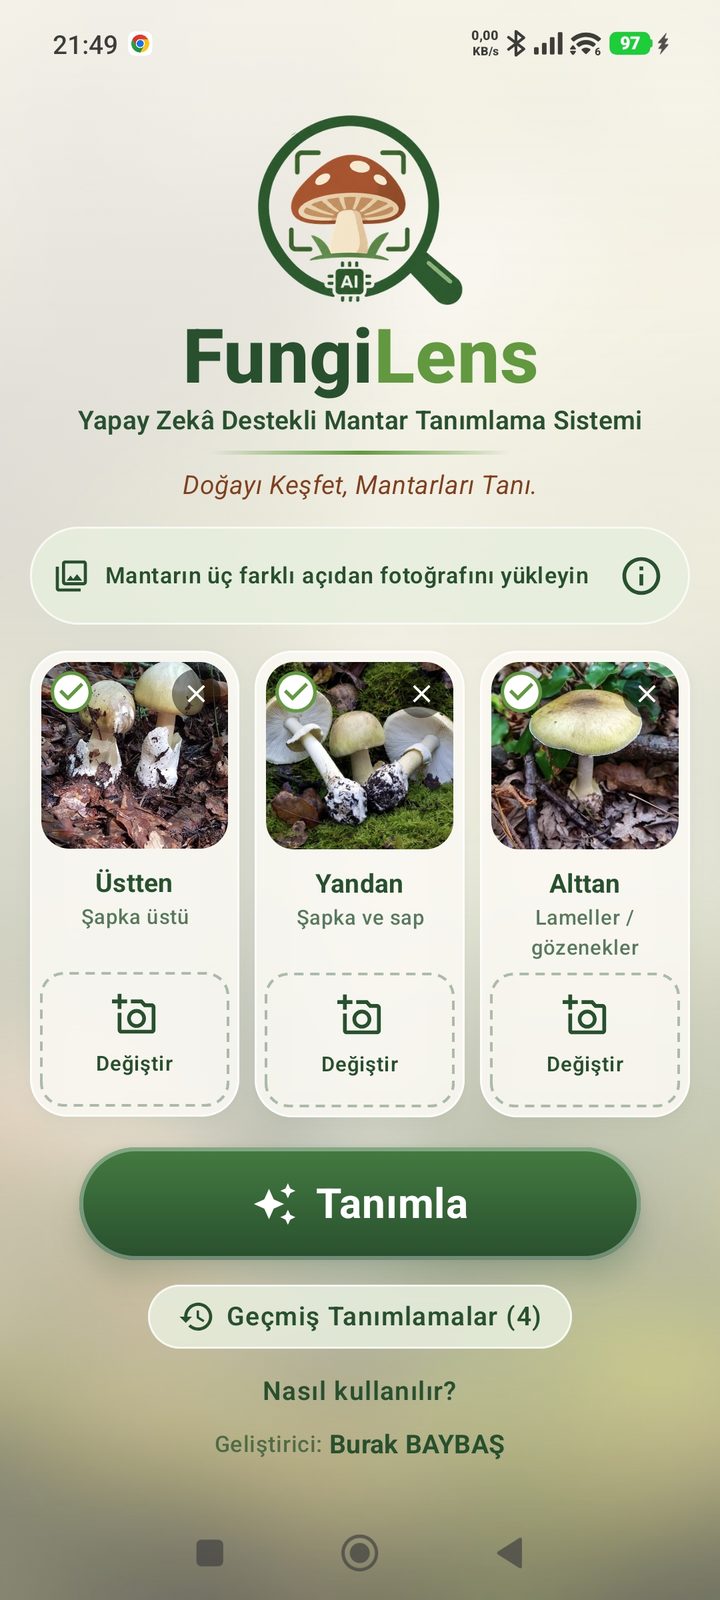 21:49
0,00
KB/s
6
97
AI
FungiLens
Yapay Zekâ Destekli Mantar Tanımlama Sistemi
Doğayı Keşfet, Mantarları Tanı.
Mantarın üç farklı açıdan fotoğrafını yükleyin
Üstten
Şapka üstü
Değiştir
Yandan
Şapka ve sap
Değiştir
Alttan
Lameller /
gözenekler
Değiştir
Tanımla
Geçmiş Tanımlamalar (4)
Nasıl kullanılır?
Geliştirici: Burak BAYBAŞ